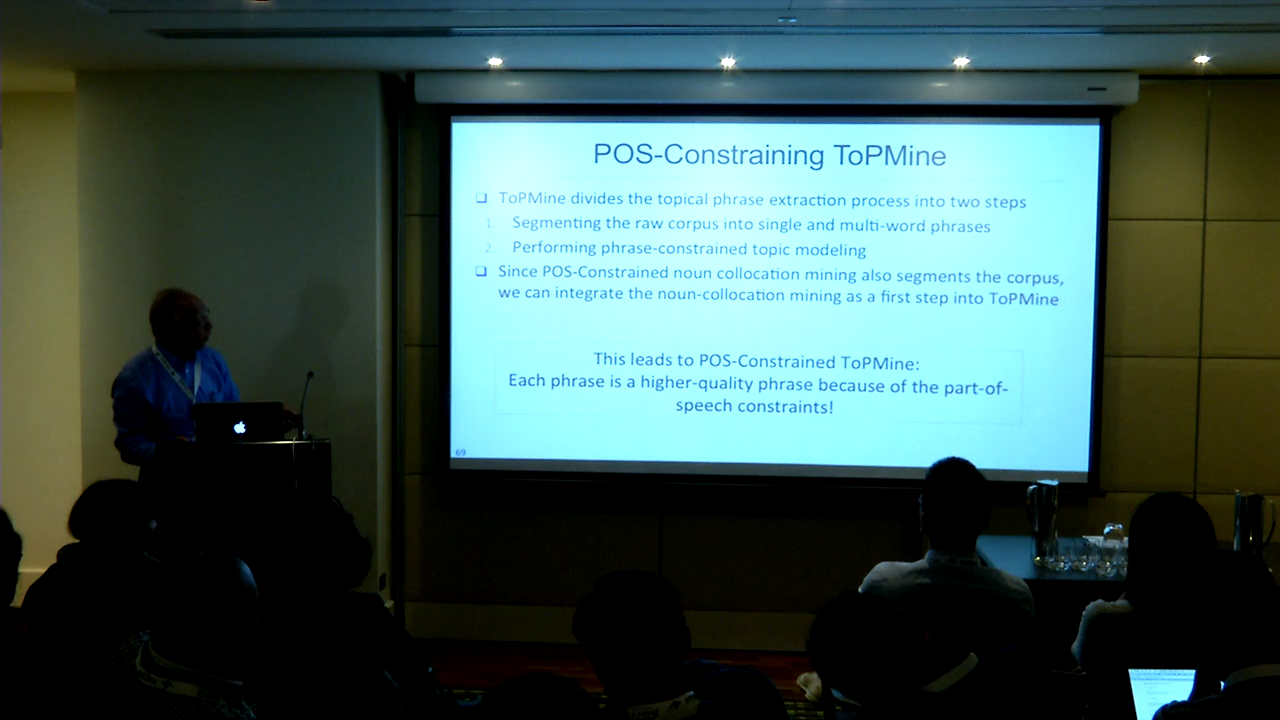 POS-Constraining ToPMine
❑ ToPMine divides the topical phrase extraction process into two steps
1. Segmenting the raw corpus into single and multi-word phrases
2. Performing phrase-constrained topic modeling
❑ Since POS-Constrained noun collocation mining also segments the corpus,
we can integrate the noun-collocation mining as a first step into ToPMine
This leads to POS-Constrained ToPMine:
Each phrase is a higher-quality phrase because of the part-of-
speech constraints!
69